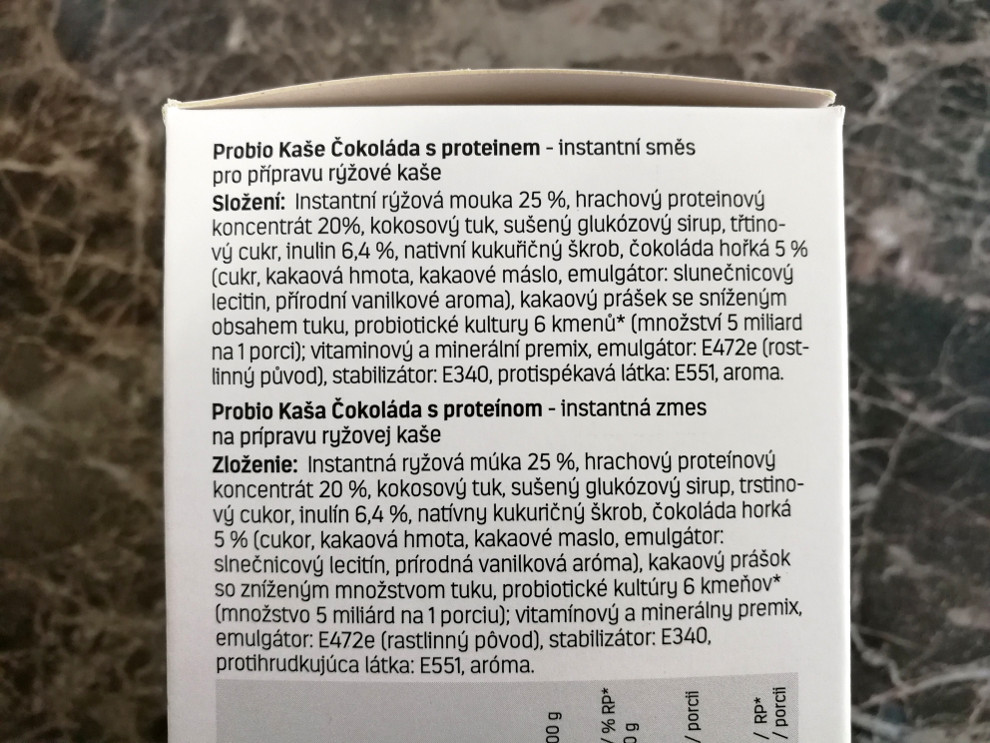 Probio Kaše Čokoláda s proteinem - instantní směs
pro přípravu rýžové kaše
Složení: Instantní rýžová mouka 25 %, hrachový proteinový
koncentrát 20%, kokosový tuk, sušený glukózový sirup, třtino-
vý cukr, inulin 6,4 %, nativní kukuřičný škrob, čokoláda hořká 5 %
(cukr, kakaová hmota, kakaové máslo, emulgátor: slunečnicový
lecitin, přírodní vanilkové aroma), kakaový prášek se sníženým
obsahem tuku, probiotické kultury 6 kmenů* (množství 5 miliard
na 1 porci); vitaminový a minerální premix, emulgátor: E472e (rost-
linný původ), stabilizátor: E340, protispékavá látka: E551, aroma.
Probio Kaša Čokoláda s proteínom - instantná zmes
na prípravu ryžovej kaše
Zloženie: Instantná ryžová múka 25 %, hrachový proteínový
koncentrát 20 %, kokosový tuk, sušený glukózový sirup, trstino-
vý cukor, inulín 6,4 %, natívny kukuričný škrob, čokoláda horká
5 % (cukor, kakaová hmota, kakaové maslo, emulgátor:
slnečnicový lecitín, prírodná vanilková aróma), kakaový prášok
so zníženým množstvom tuku, probiotické kultúry 6 kmeňov*
(množstvo 5 miliárd na 1 porciu); vitamínový a minerálny premix,
emulgátor: E472e (rastlinný pôvod), stabilizátor: E340,
protihrudkujúca látka: E551, aróma.
00 g
/ % RP*
0 g
/ porcii
/ RP*
/ porcii